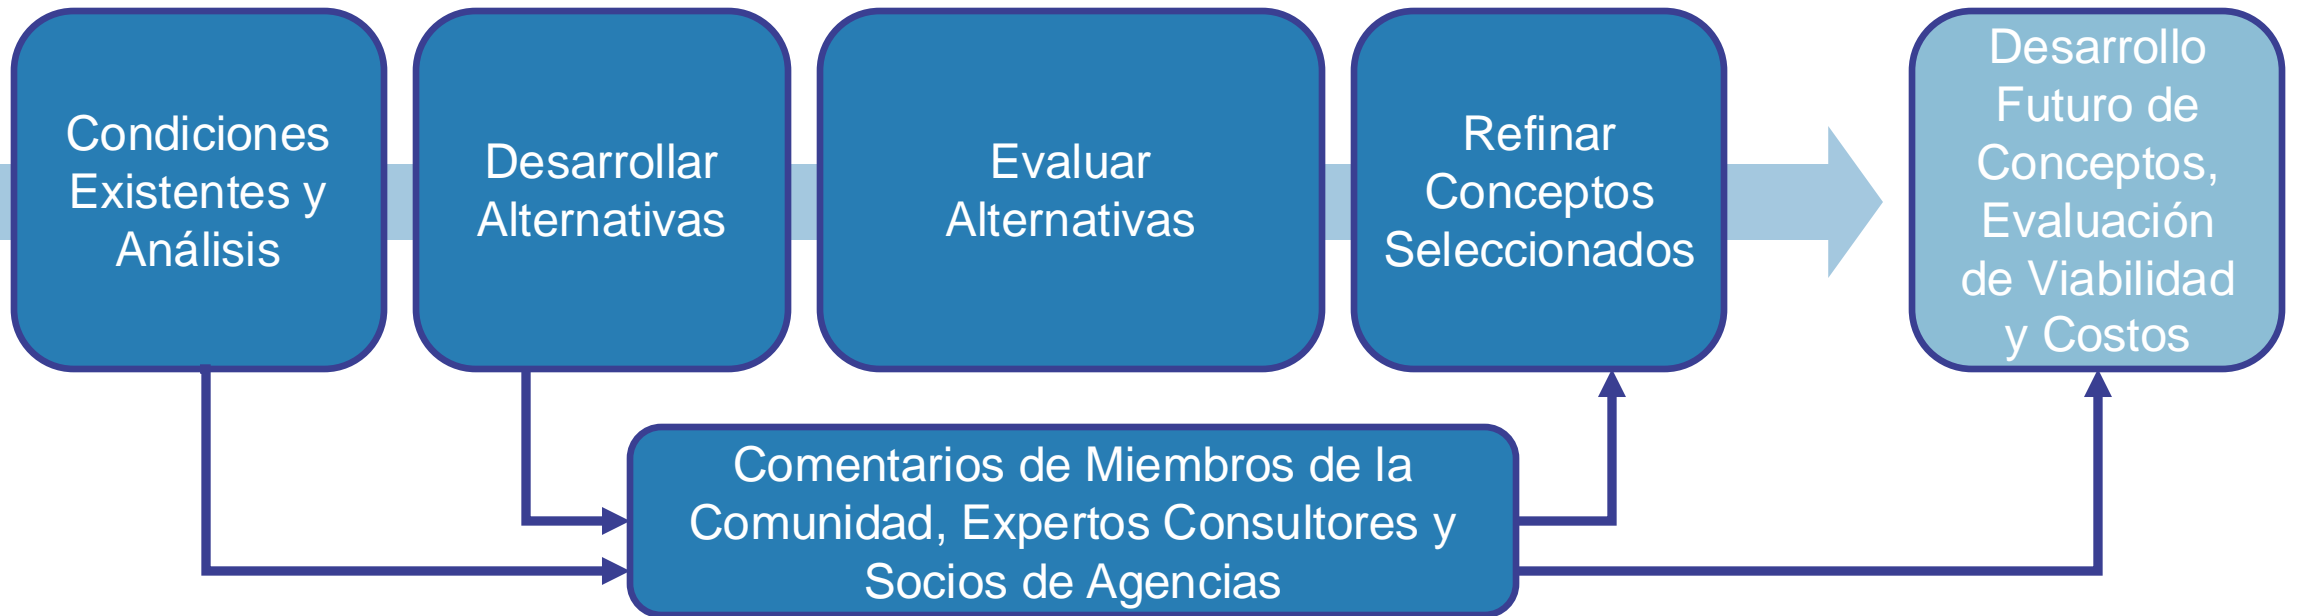 Condiciones
Existentes y
Análisis
Desarrollar
Alternativas
Evaluar
Alternativas
Refinar
Conceptos
Seleccionados
Desarrollo
Futuro de
Conceptos,
Evaluación
de Viabilidad
y Costos
Comentarios de Miembros de la
Comunidad, Expertos Consultores y
Socios de Agencias